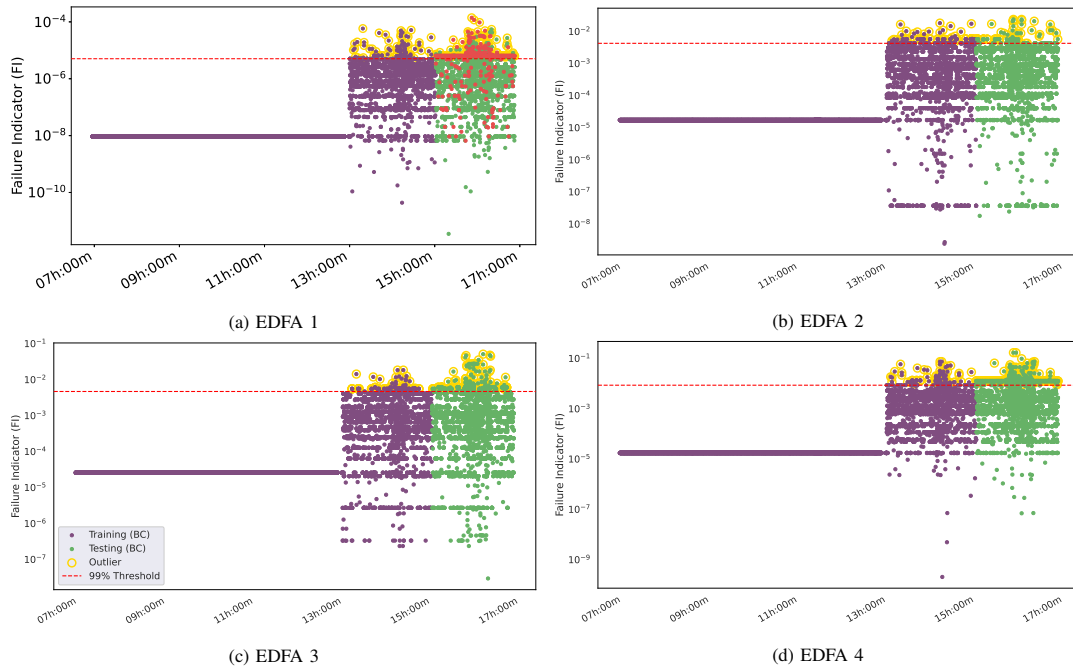 Failure Indicator (FI)
10⁻⁴
10⁻⁶
10⁻⁸
10⁻¹⁰
07h:00m
09h:00m
11h:00m
13h:00m
15h:00m
17h:00m
(a) EDFA 1
Failure Indicator (FI)
10⁻²
10⁻³
10⁻⁴
10⁻⁵
10⁻⁶
10⁻⁷
10⁻⁸
07h:00m
09h:00m
11h:00m
13h:00m
15h:00m
17h:00m
(b) EDFA 2
Failure Indicator (FI)
10⁻¹
10⁻²
10⁻³
10⁻⁴
10⁻⁵
10⁻⁶
10⁻⁷
Training (BC)
Testing (BC)
Outlier
99% Threshold
07h:00m
09h:00m
11h:00m
13h:00m
15h:00m
17h:00m
(c) EDFA 3
Failure Indicator (FI)
10⁻¹
10⁻³
10⁻⁵
10⁻⁷
10⁻⁹
07h:00m
09h:00m
11h:00m
13h:00m
15h:00m
17h:00m
(d) EDFA 4